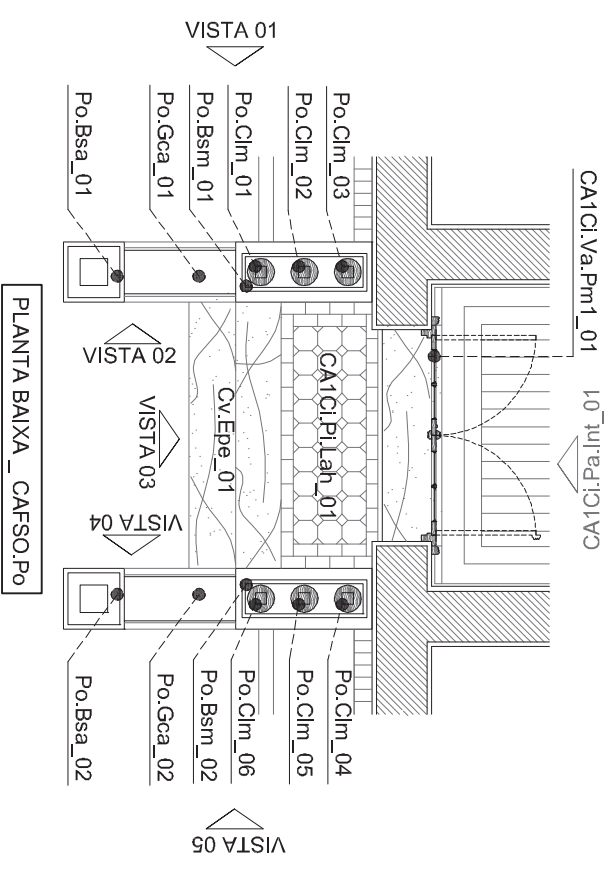 VISTA 01
Po.Bsa_01
Po.Gca_01
Po.Bsm_01
Po.Clm_01
Po.Clm_02
Po.Clm_03
CA1Ci.Va.Pm1_01
CA1Ci.Pa.Int_01
VISTA 02
VISTA 03
VISTA 04
Cv.Epe_01
CA1Ci.Pi.Lah_01
Po.Bsa_02
Po.Gca_02
Po.Bsm_02
Po.Clm_06
Po.Clm_05
Po.Clm_04
VISTA 05
PLANTA BAIXA _ CAFSO.Po